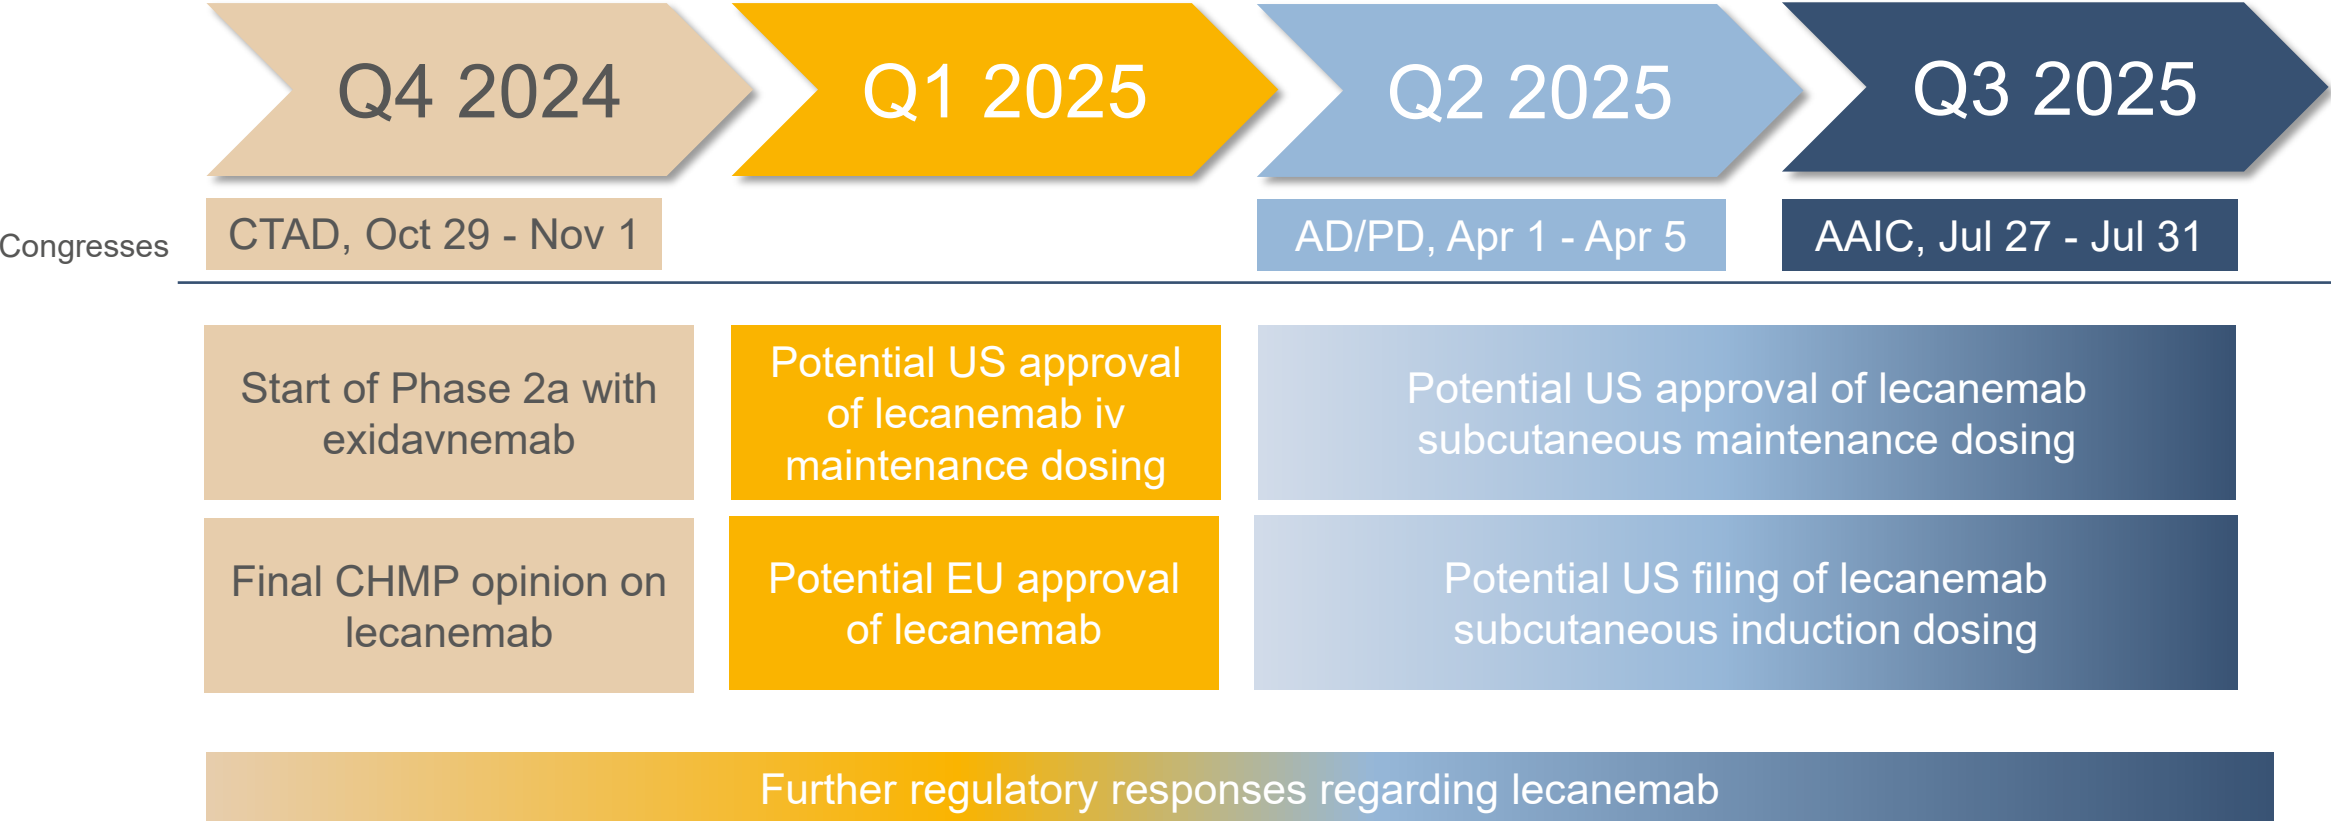 Q4 2024
Q1 2025
Q2 2025
Q3 2025
Congresses
CTAD, Oct 29 - Nov 1
AD/PD, Apr 1 - Apr 5
AAIC, Jul 27 - Jul 31
Start of Phase 2a with
exidavnemab
Potential US approval
of lecanemab iv
maintenance dosing
Potential US approval of lecanemab
subcutaneous maintenance dosing
Final CHMP opinion on
lecanemab
Potential EU approval
of lecanemab
Potential US filing of lecanemab
subcutaneous induction dosing
Further regulatory responses regarding lecanemab